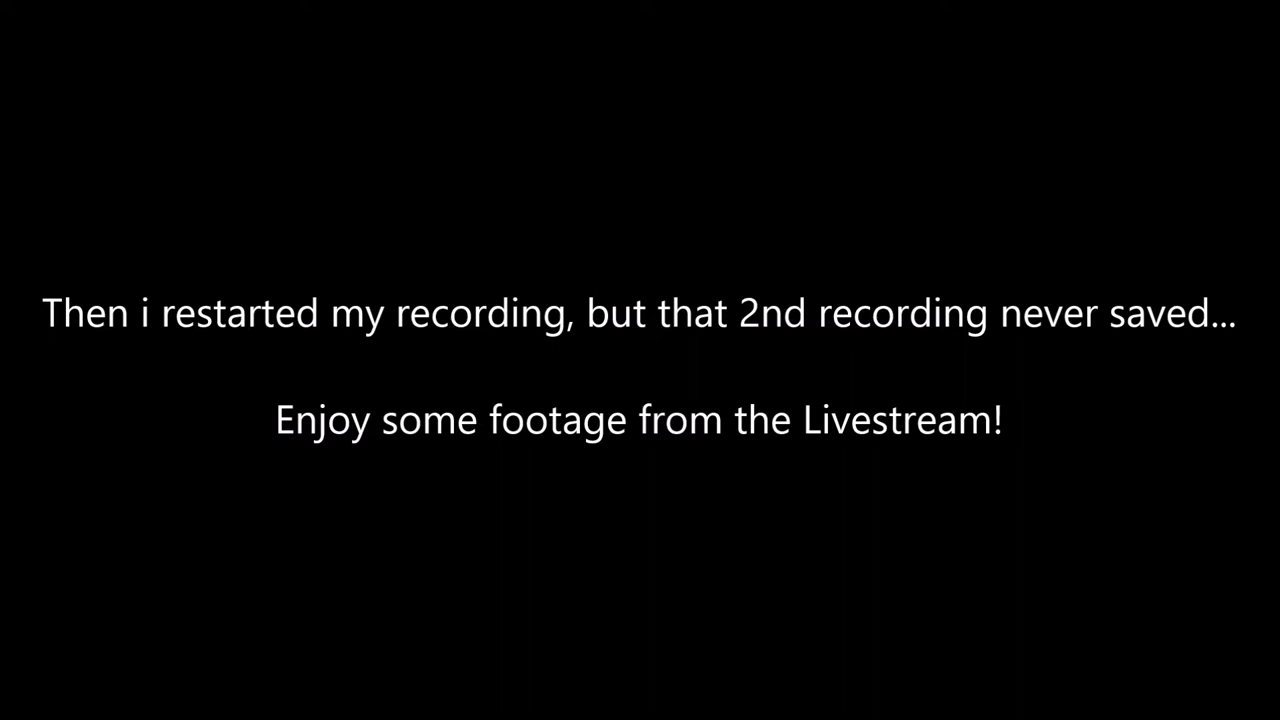 Then i restarted my recording, but that 2nd recording never saved...
Enjoy some footage from the Livestream!